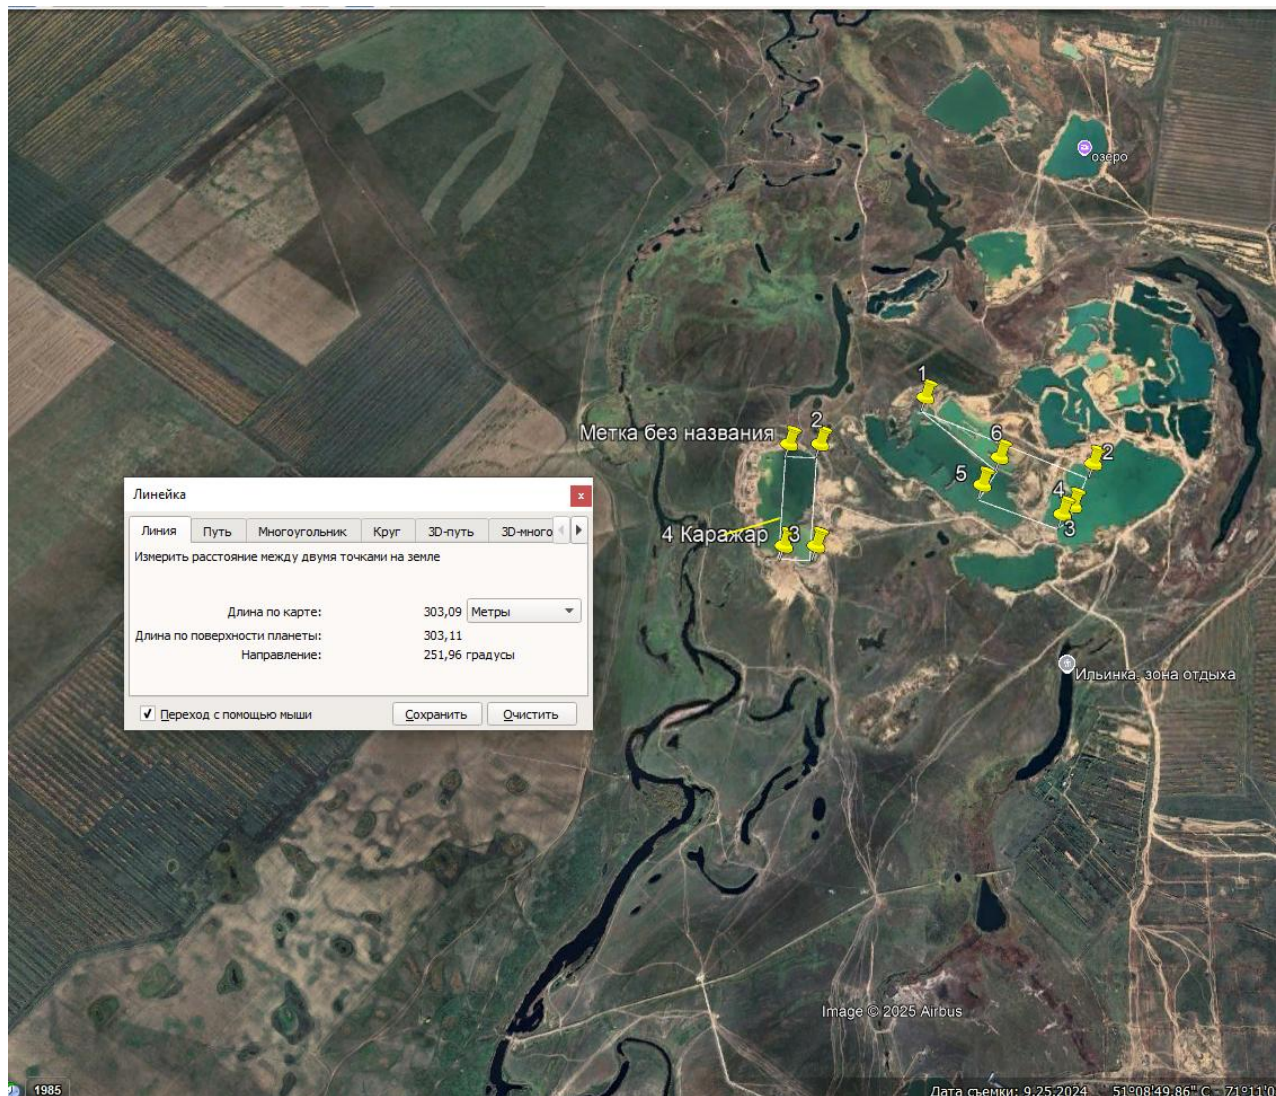 озеро
1
2
Метка без названия
6
2
5
4
4 Каражар
3
3
Линейка
Линия Путь Многоугольник Круг 3D-путь 3D-много
Измерить расстояние между двумя точками на земле
Длина по карте: 303,09 Метры
Длина по поверхности планеты: 303,11
Направление: 251,96 градусы
Переход с помощью мыши Сохранить Очистить
Ильинка, зона отдыха
Image © 2025 Airbus
1985
Дата съемки: 9.25.2024 51°08'49.86" С - 71°11'0